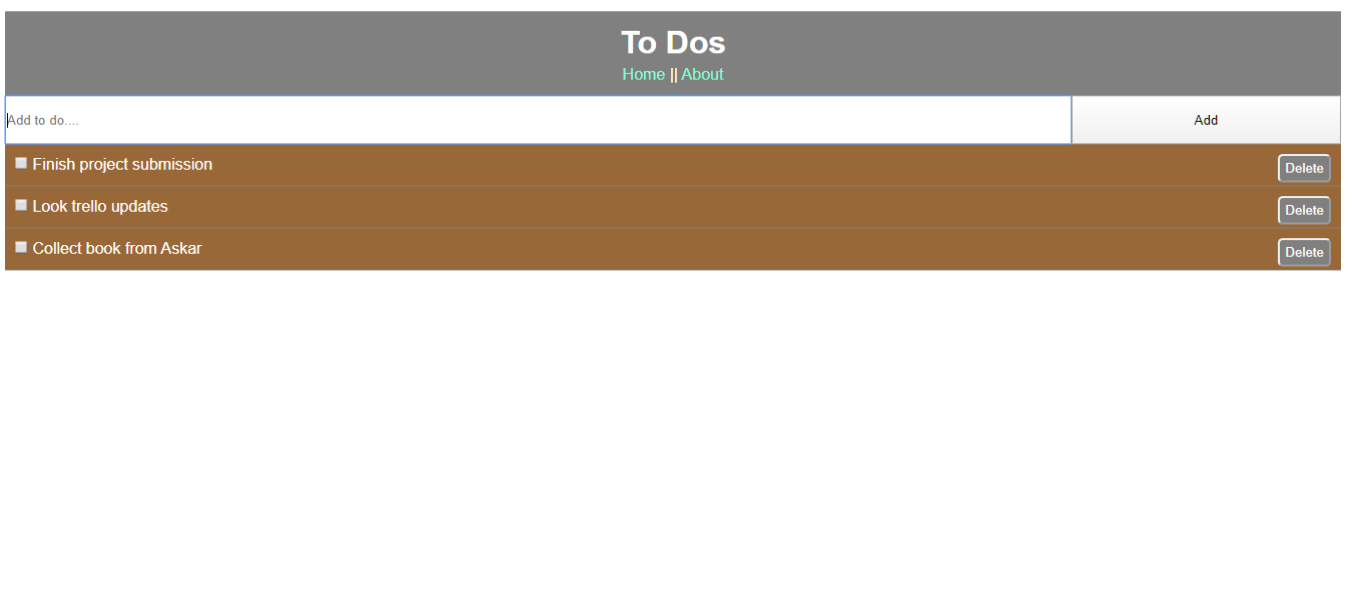 To Dos
Home || About
Add to do....
Add
Finish project submission
Delete
Look trello updates
Delete
Collect book from Askar
Delete